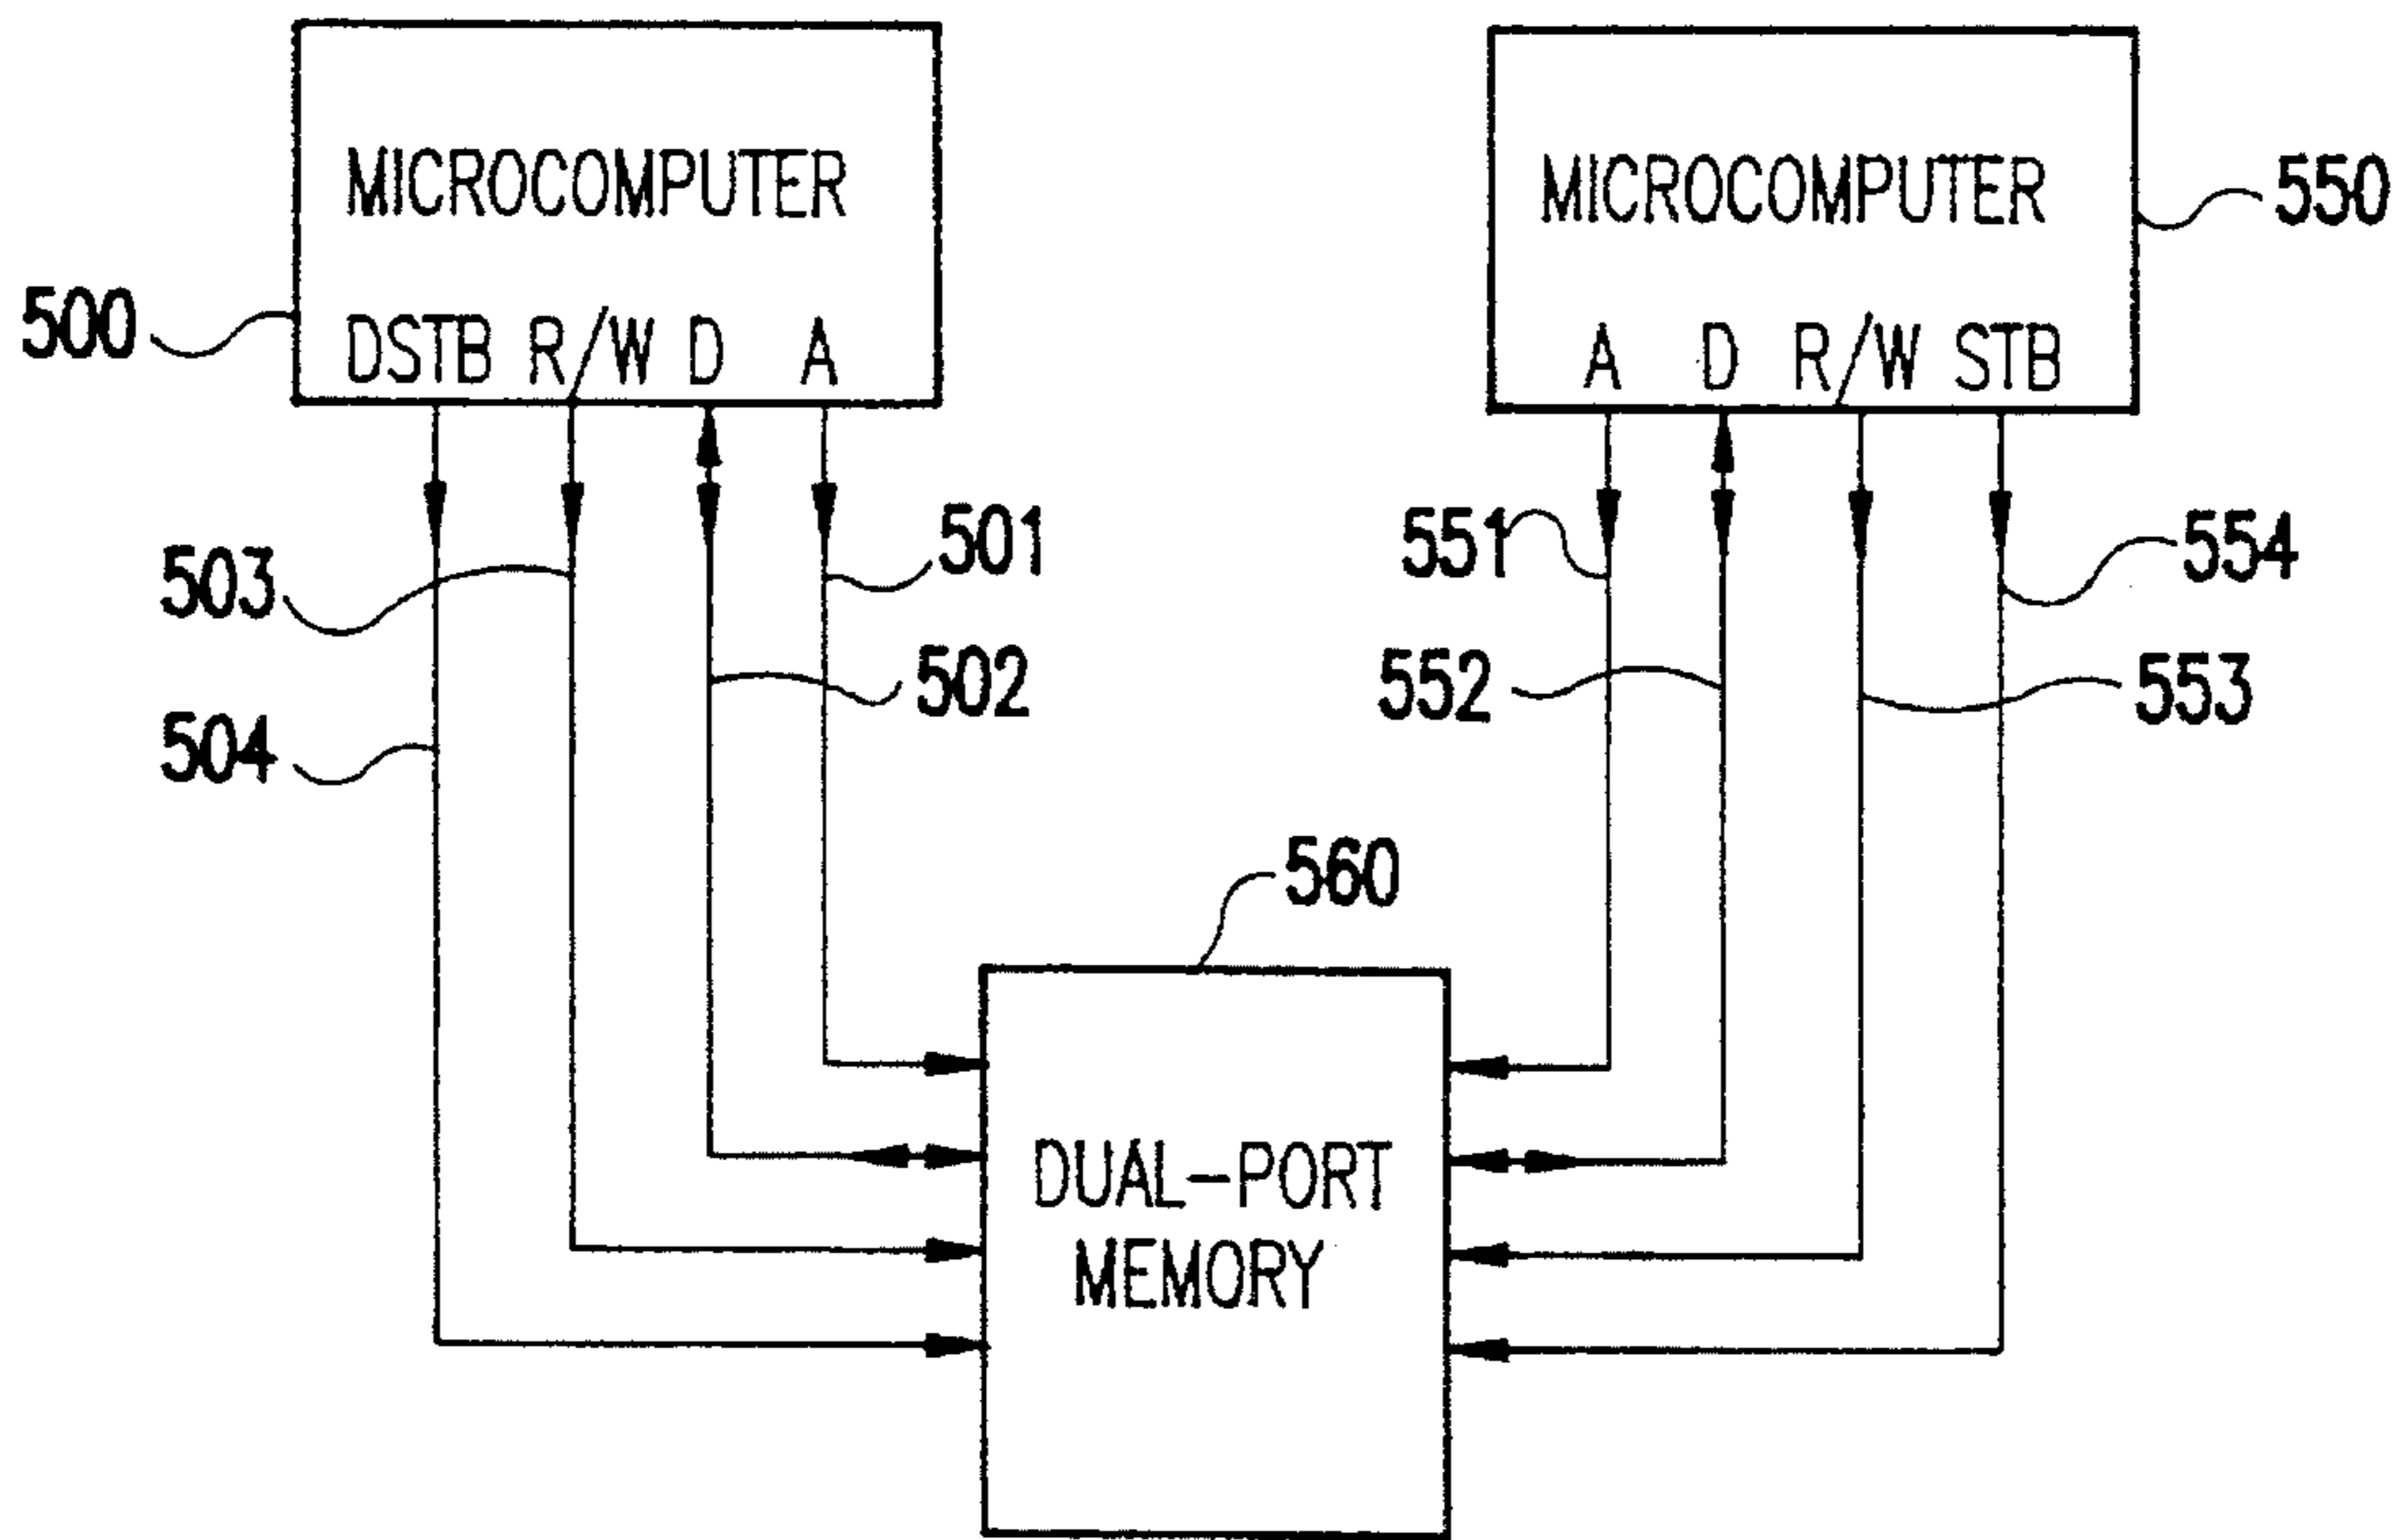 MICROCOMPUTER
500
DSTB R/W D A
MICROCOMPUTER
550
A D R/W STB
501
502
503
504
551
552
553
554
560
DUAL-PORT
MEMORY